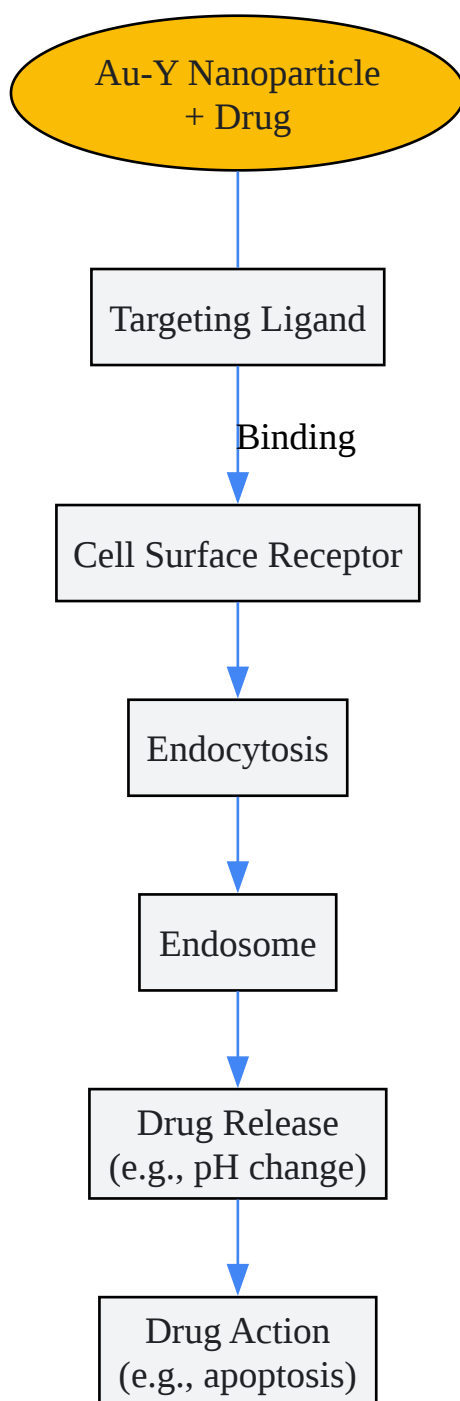 Au-Y Nanoparticle
+ Drug
Targeting Ligand
Binding
Cell Surface Receptor
Endocytosis
Endosome
Drug Release
(e.g., pH change)
Drug Action
(e.g., apoptosis)